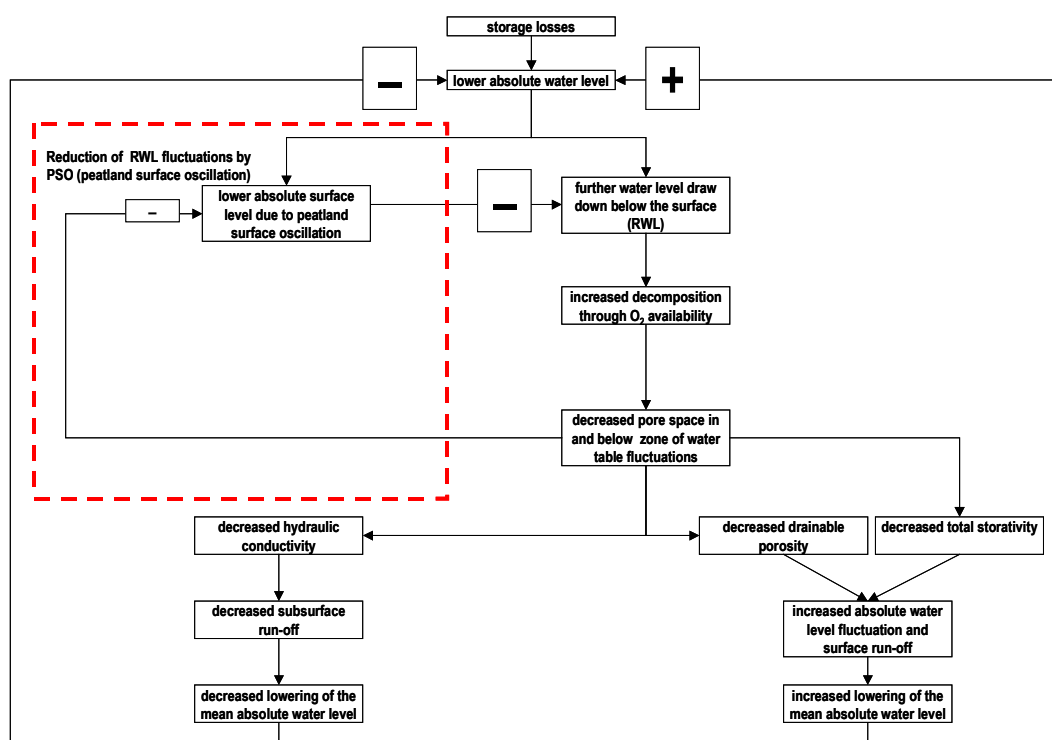 storage losses
−
lower absolute water level
+
Reduction of RWL fluctuations by
PSO (peatland surface oscillation)
−
lower absolute surface
level due to peatland
surface oscillation
−
further water level draw
down below the surface
(RWL)
increased decomposition
through O₂ availability
decreased pore space in
and below zone of water
table fluctuations
decreased hydraulic
conductivity
decreased drainable
porosity
decreased total storativity
decreased subsurface
run-off
increased absolute water
level fluctuation and
surface run-off
decreased lowering of the
mean absolute water level
increased lowering of the
mean absolute water level